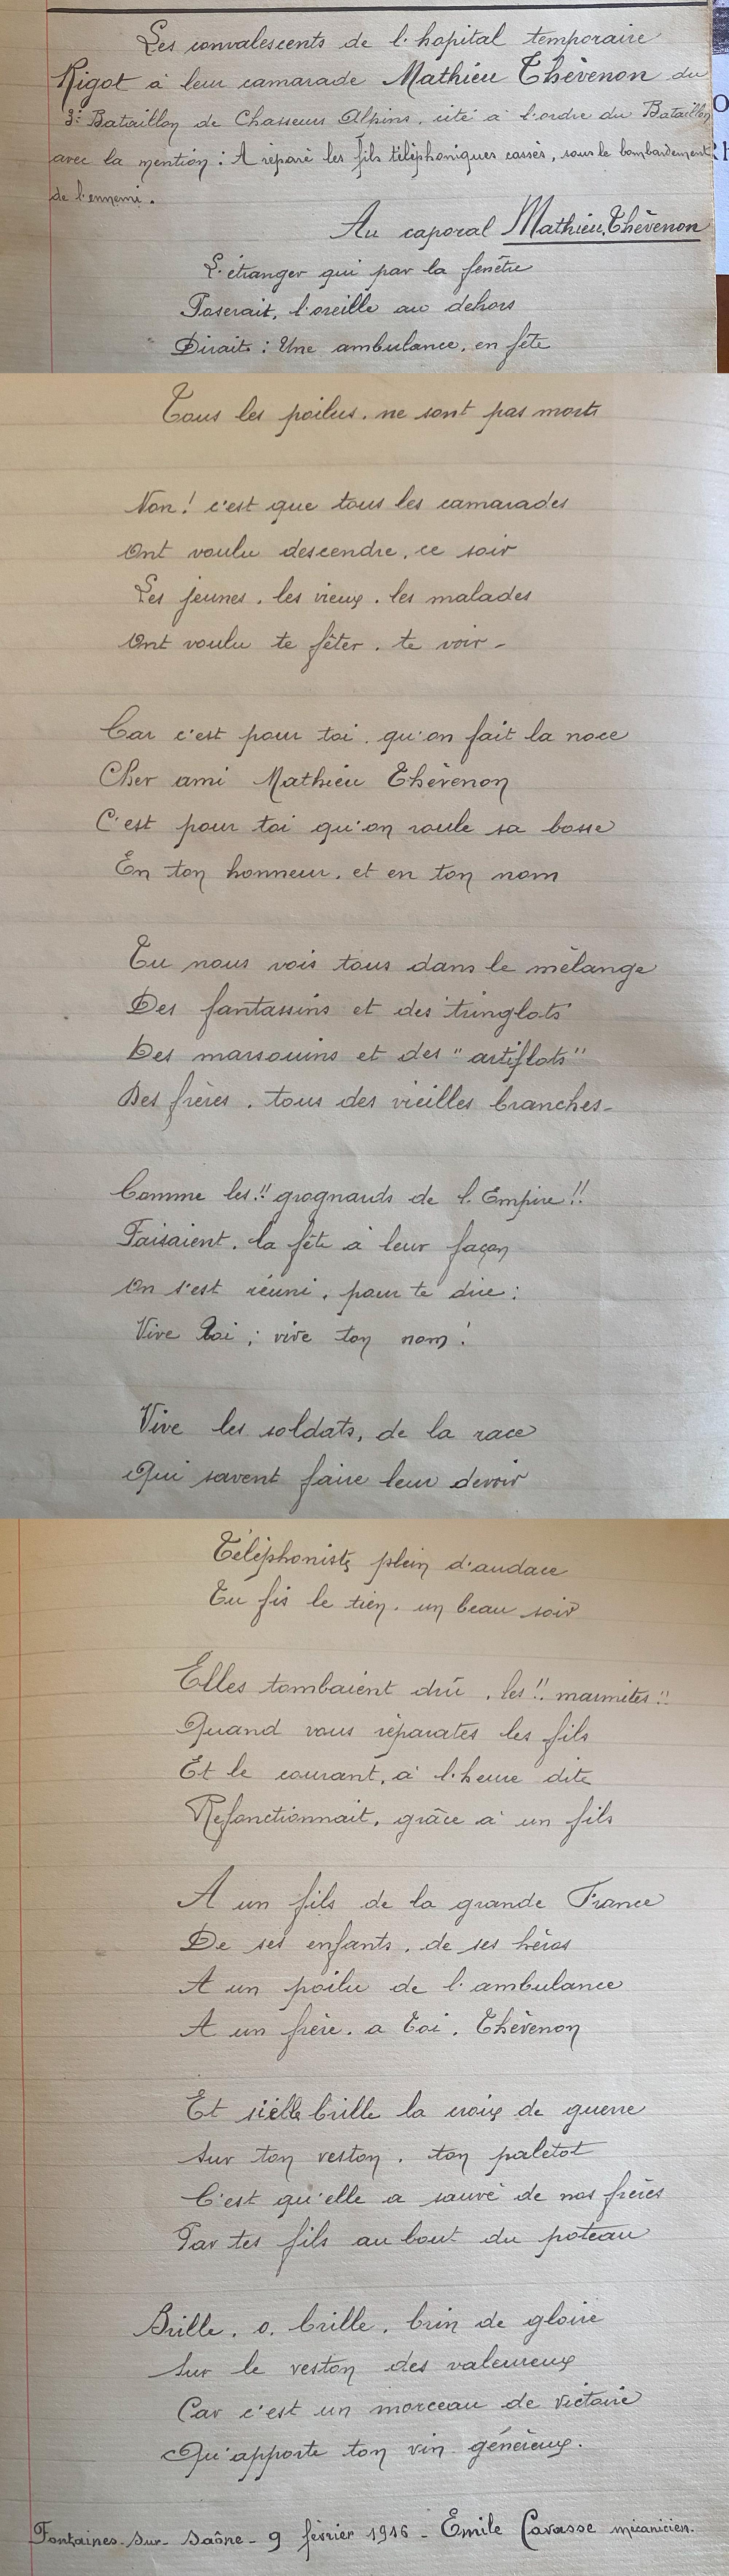 Les convalescents de l'hopital temporaire
Rigot à leur camarade Mathieu Thévenon du
3e Bataillon de Chasseurs Alpins, cité à l'ordre du Bataillon
avec la mention : A réparé les fils téléphoniques cassés, sous le bombardement
de l'ennemi.
Au caporal Mathieu Thévenon
L'étranger qui par la fenêtre
Poserait, l'oreille au dehors
Dirait : Une ambulance, en fête
Tous les poilus, ne sont pas morts
Non ! c'est que tous les camarades
Ont voulu descendre, ce soir
Les jeunes, les vieux, les malades
Ont voulu te fêter, te voir -
Car c'est pour toi, qu'on fait la noce
Cher ami Mathieu Thévenon
C'est pour toi qu'on roule sa bosse
En ton honneur, et en ton nom
Tu nous vois tous dans le mélange
Des fantassins et des "tringlots"
Des marsouins et des "artiflots"
Des frères, tous des vieilles branches -
Comme les !! grognards de l'Empire !!
Faisaient, la fête à leur façon
On s'est réuni, pour te dire :
Vive Toi ; vive ton nom !
Vive les soldats, de la race
Qui savent faire leur devoir
Téléphoniste plein d'audace
Tu fis le tien, un beau soir
Elles tombaient drû, les !! marmites !!
Quand vous réparates les fils
Et le courant, à l'heure dite
Refonctionnait, grâce à un fils
A un fils de la grande France
De ses enfants, de ses héros
A un poilu de l'ambulance
A un frère, a Toi, Thévenon
Et si elle brille la croix de guerre
Sur ton veston, ton paletot
C'est qu'elle a sauvé de nos frères
Par tes fils au bout du poteau
Brille, o, brille, brin de gloire
Sur le veston des valeureux
Car c'est un morceau de victoire
Qu'apporte ton vin généreux.
Fontaines-Sur-Saône - 9 février 1916 - Emile Cavasse mécanicien.